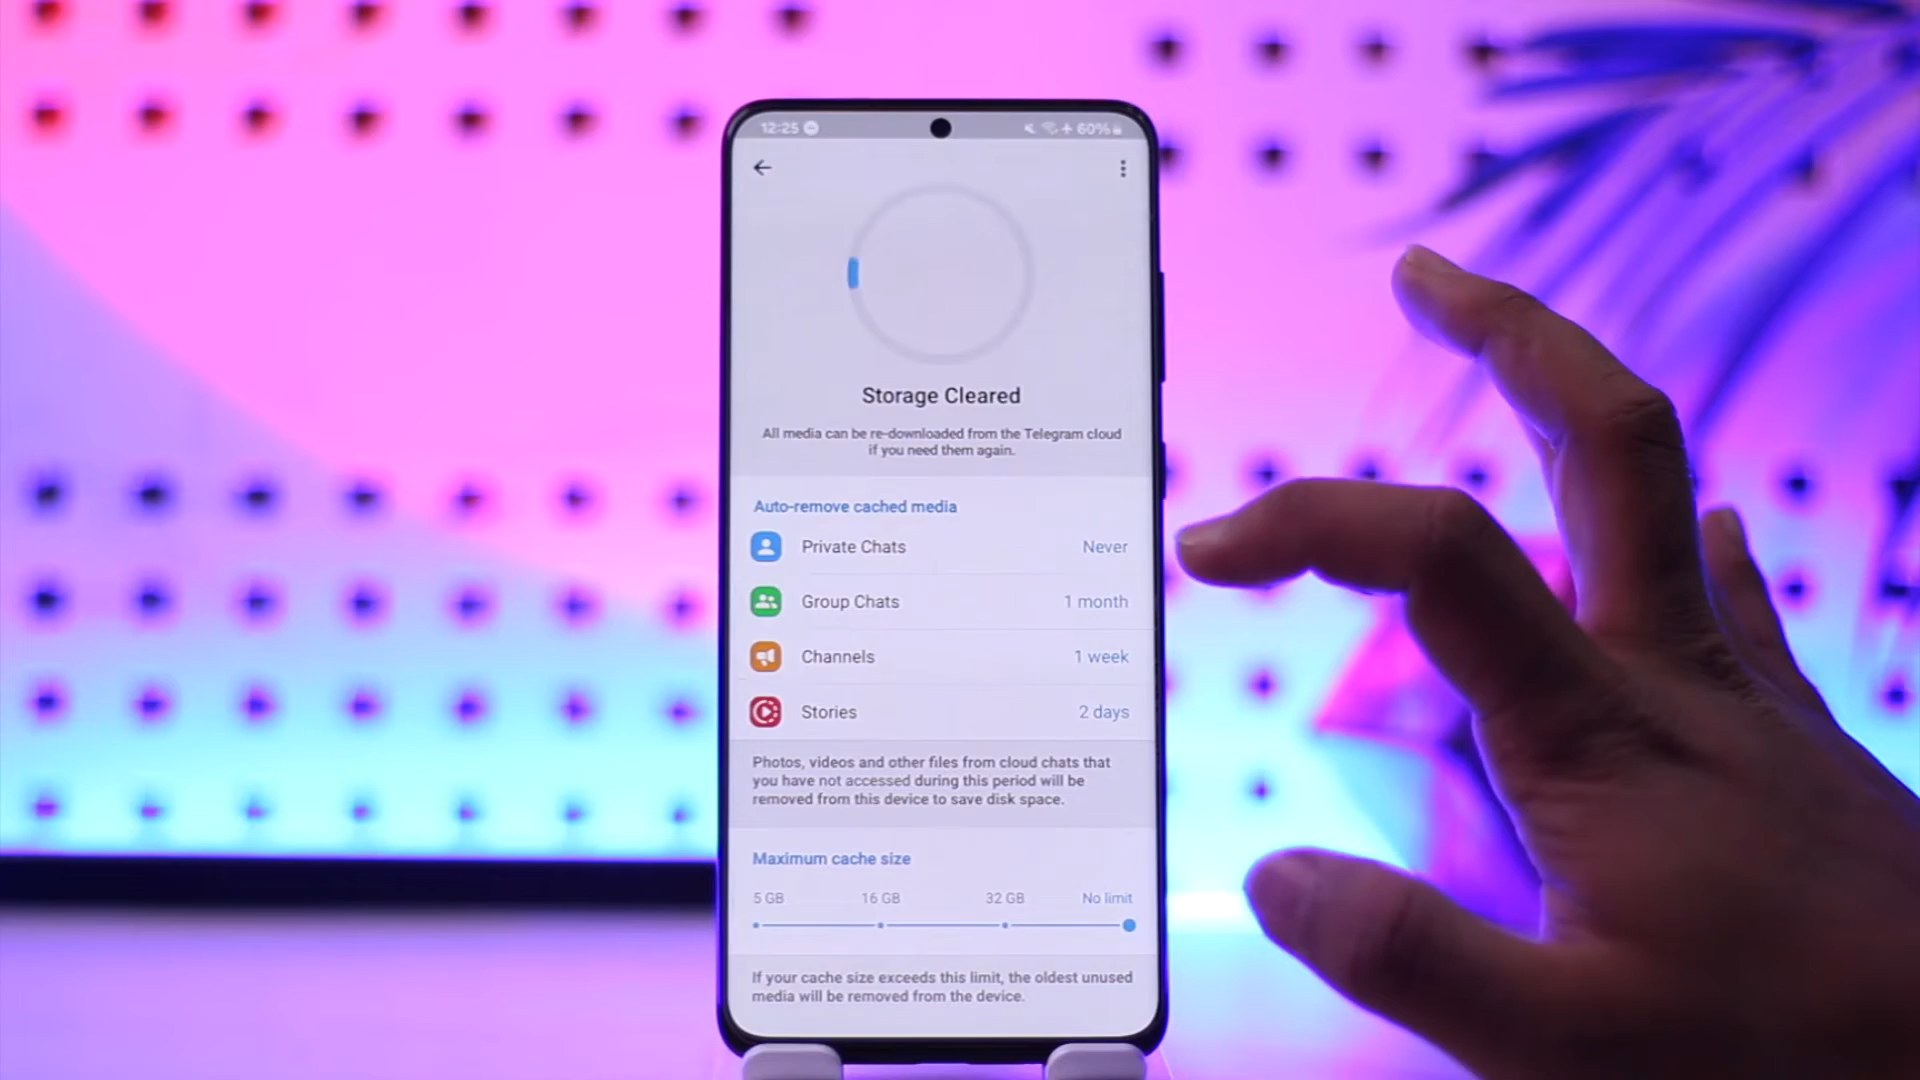 12:25 60%
Storage Cleared
All media can be re-downloaded from the Telegram cloud
if you need them again.
Auto-remove cached media
Private Chats Never
Group Chats 1 month
Channels 1 week
Stories 2 days
Photos, videos and other files from cloud chats that
you have not accessed during this period will be
removed from this device to save disk space.
Maximum cache size
5 GB 16 GB 32 GB No limit
If your cache size exceeds this limit, the oldest unused
media will be removed from the device.